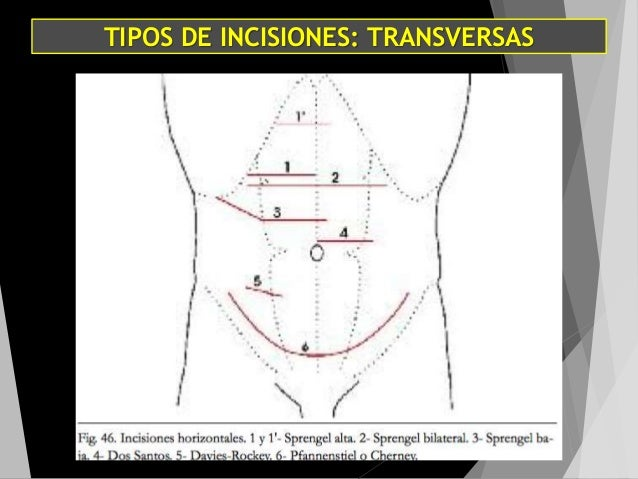 TIPOS DE INCISIONES: TRANSVERSAS
1'
1
2
3
4
5
6
Fig. 46. Incisiones horizontales. 1 y 1'- Sprengel alta. 2- Sprengel bilateral. 3- Sprengel ba-
ja. 4- Dos Santos. 5- Davies-Rockey. 6- Pfannenstiel o Cherney.